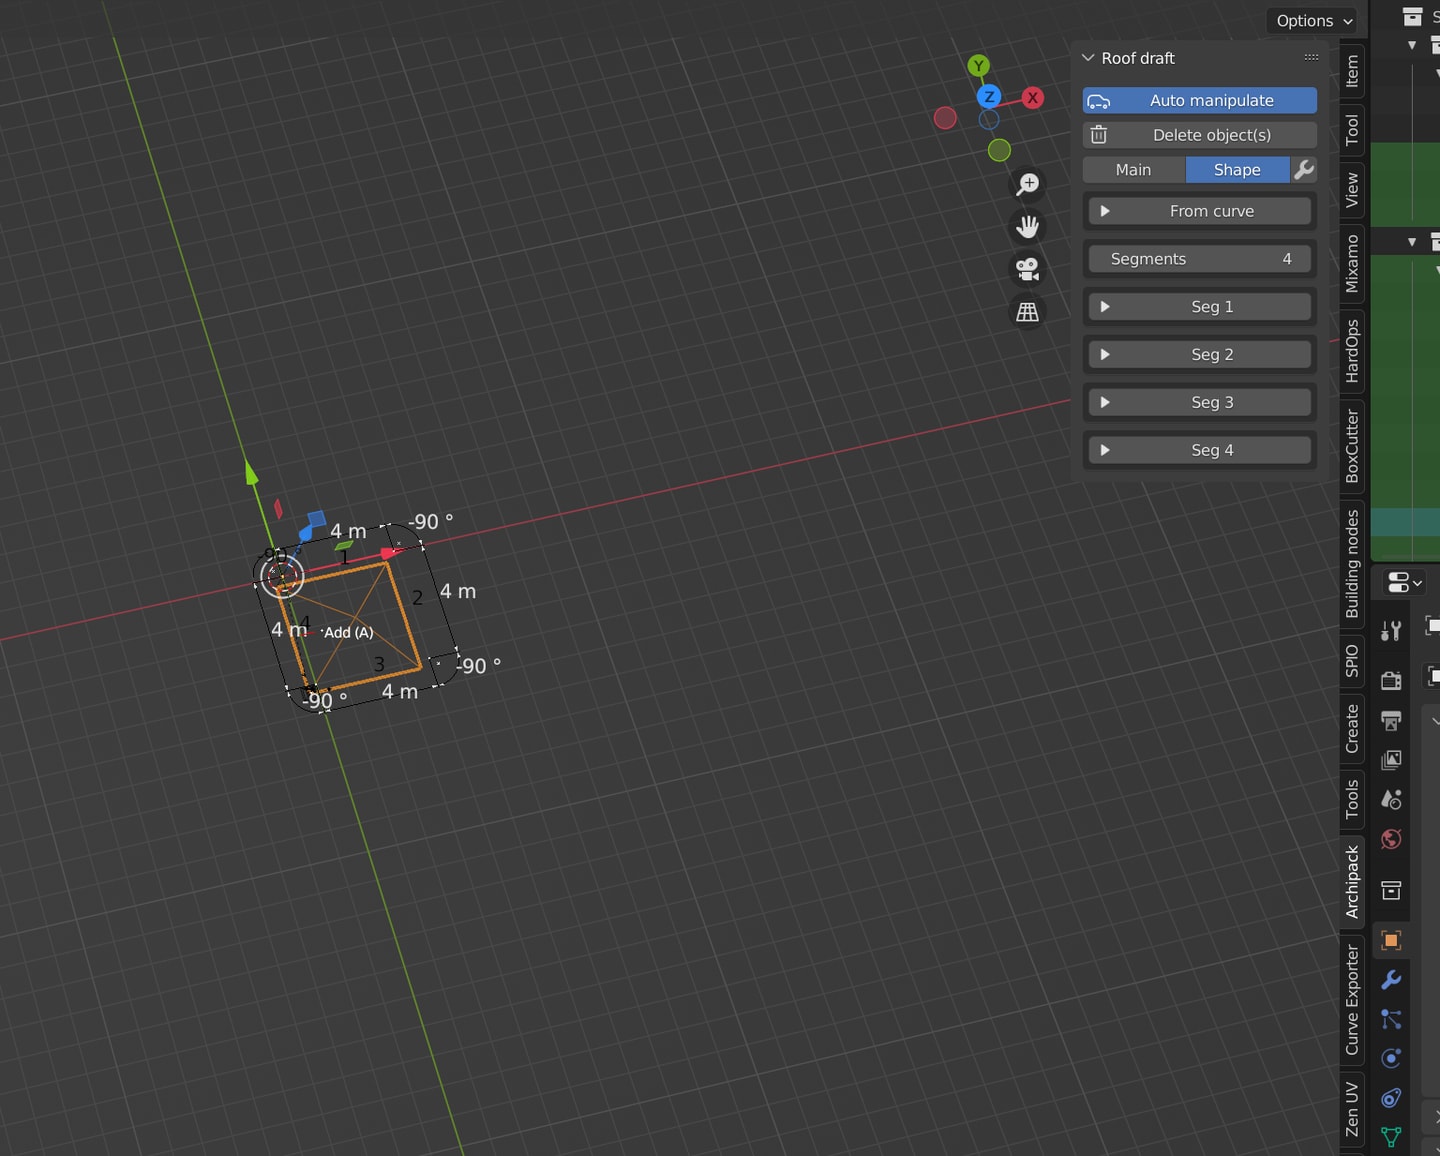 Options
Roof draft
Auto manipulate
Delete object(s)
Main
Shape
From curve
Segments 4
Seg 1
Seg 2
Seg 3
Seg 4
Y
Z
X
Item
Tool
View
Mixamo
HardOps
BoxCutter
Building nodes
SPIO
Create
Tools
Archipack
Curve Exporter
Zen UV
4 m
-90 °
-90 °
1
2
4 m
4
4 m
Add (A)
3
-90 °
4 m
-90 °